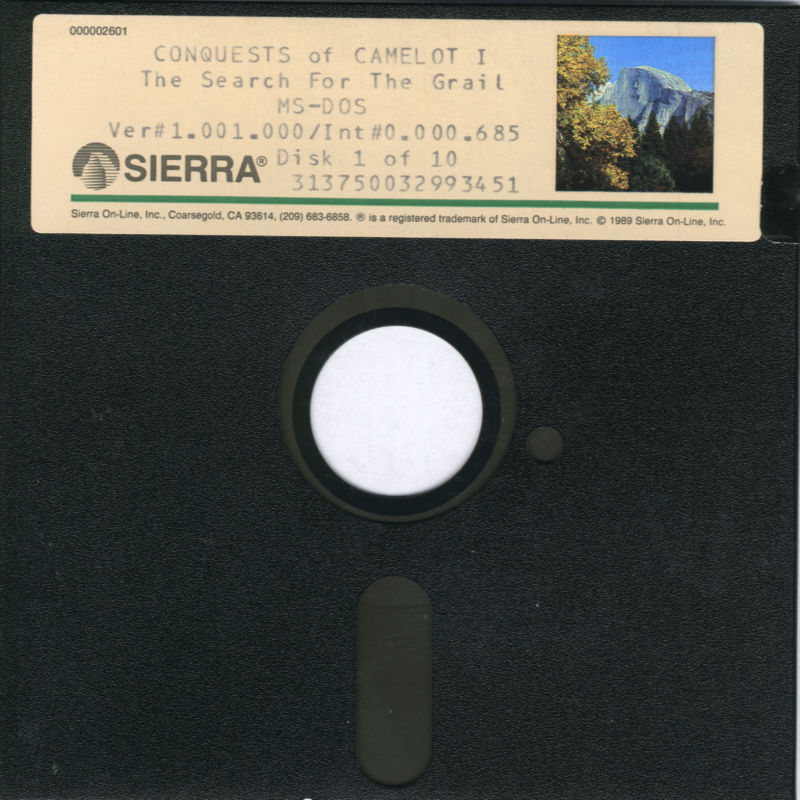 000002601
CONQUESTS of CAMELOT I
The Search For The Grail
MS-DOS
Ver#1.001.000/Int#0.000.685
SIERRA® Disk 1 of 10
313750032993451
Sierra On-Line, Inc., Coarsegold, CA 93614, (209) 683-6858. ® is a registered trademark of Sierra On-Line, Inc. © 1989 Sierra On-Line, Inc.